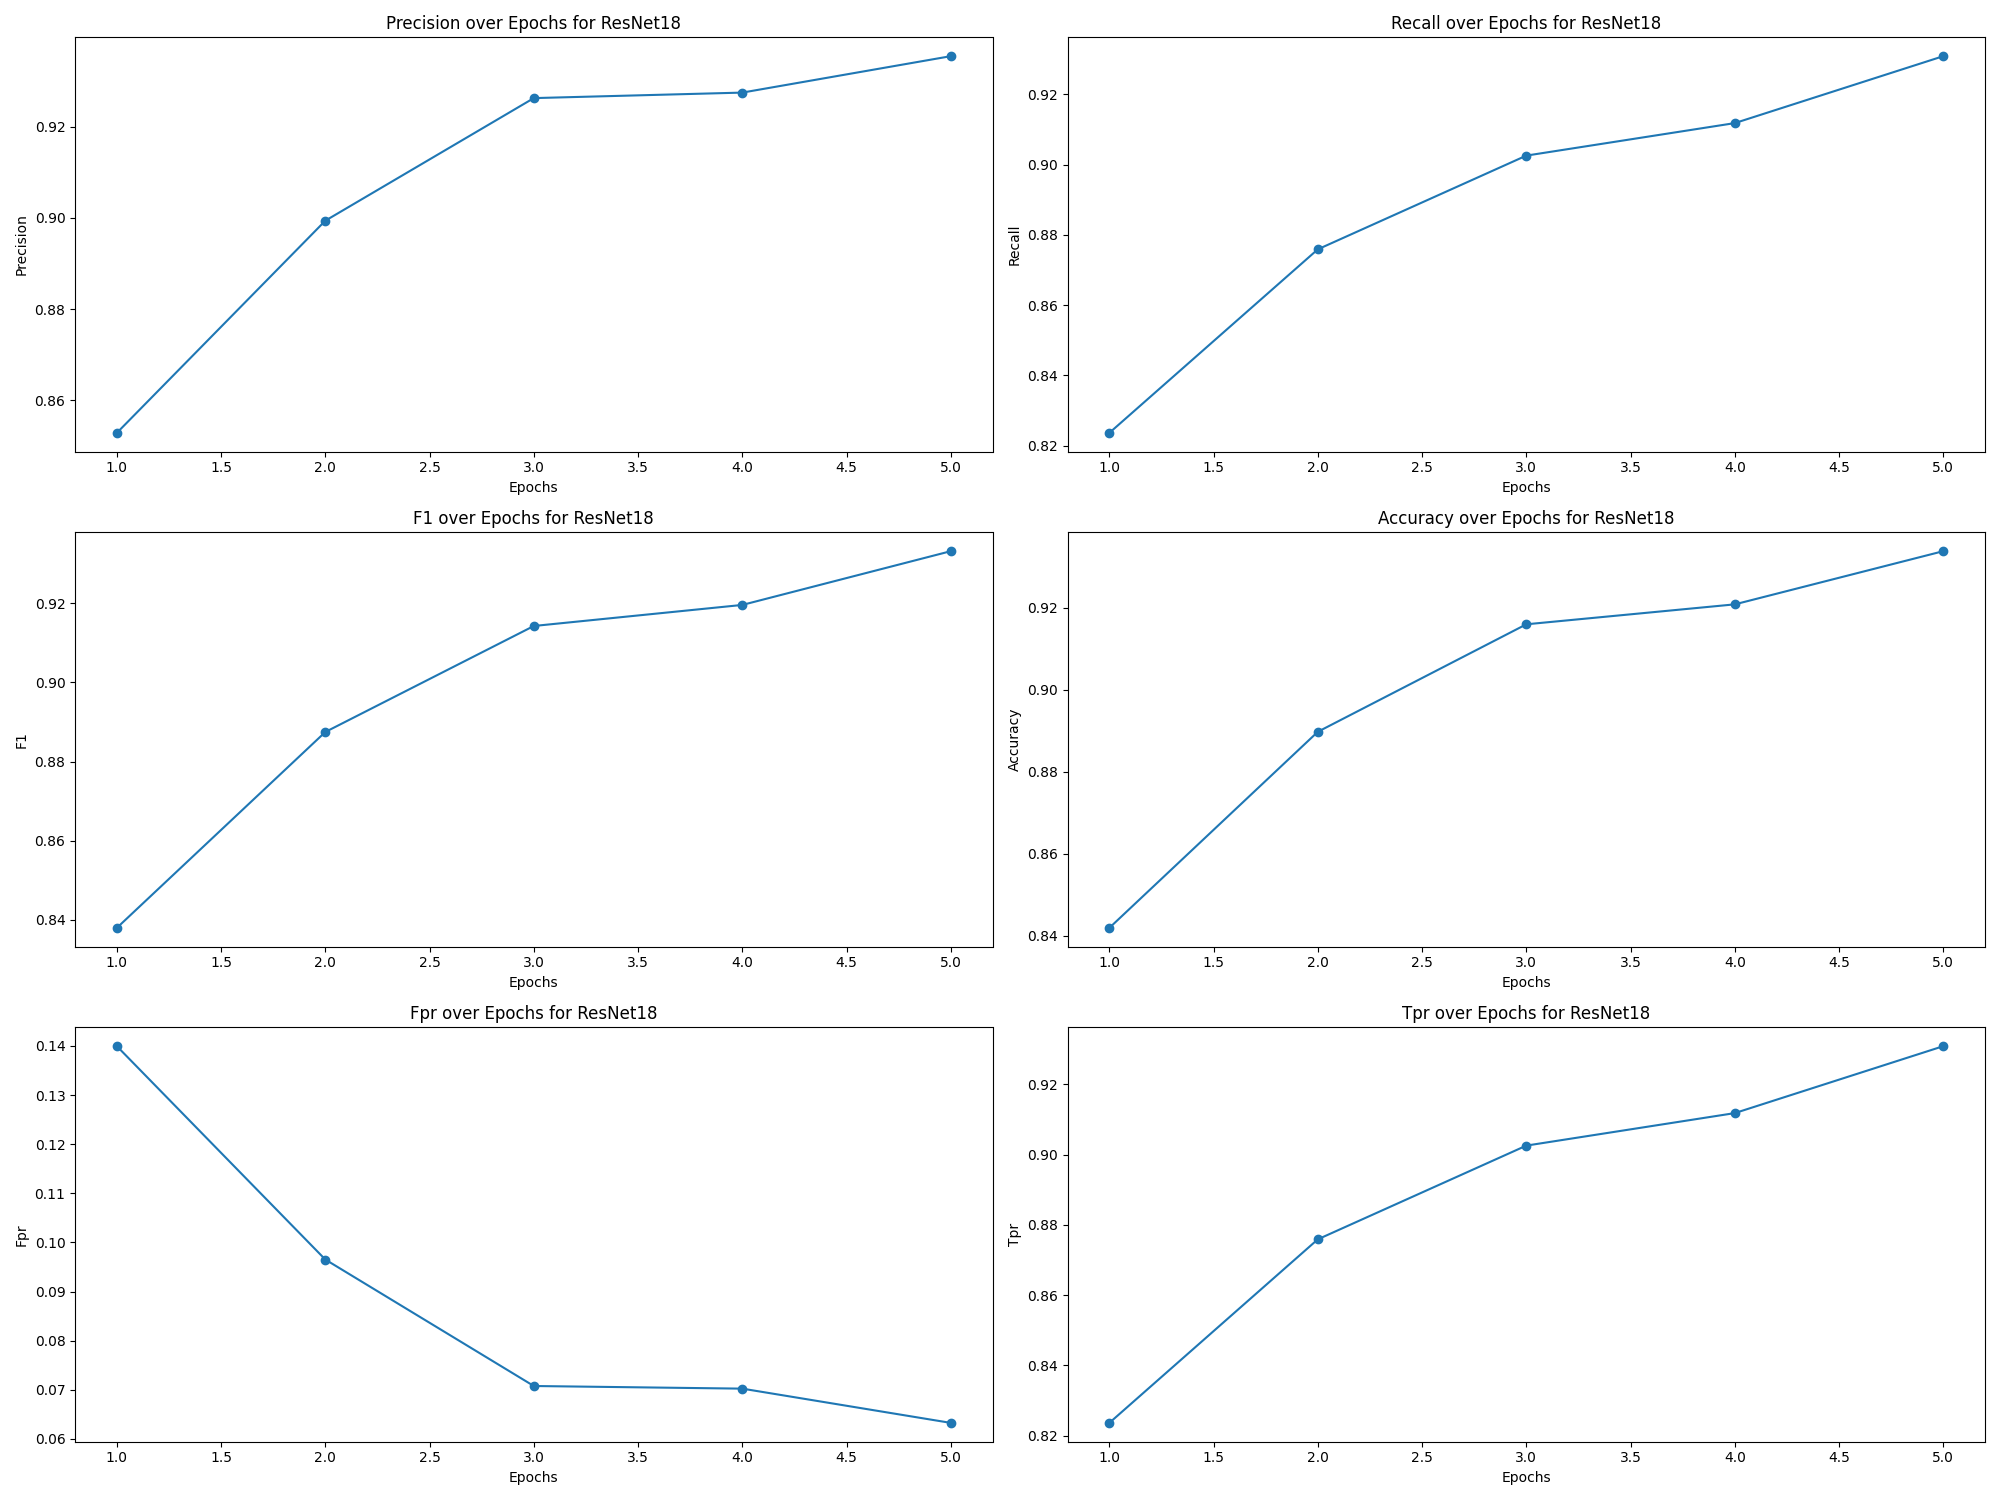 Precision over Epochs for ResNet18
Precision
0.92
0.90
0.88
0.86
1.0 1.5 2.0 2.5 3.0 3.5 4.0 4.5 5.0
Epochs
Recall over Epochs for ResNet18
Recall
0.92
0.90
0.88
0.86
0.84
0.82
1.0 1.5 2.0 2.5 3.0 3.5 4.0 4.5 5.0
Epochs
F1 over Epochs for ResNet18
F1
0.92
0.90
0.88
0.86
0.84
1.0 1.5 2.0 2.5 3.0 3.5 4.0 4.5 5.0
Epochs
Accuracy over Epochs for ResNet18
Accuracy
0.92
0.90
0.88
0.86
0.84
1.0 1.5 2.0 2.5 3.0 3.5 4.0 4.5 5.0
Epochs
Fpr over Epochs for ResNet18
Fpr
0.14
0.13
0.12
0.11
0.10
0.09
0.08
0.07
0.06
1.0 1.5 2.0 2.5 3.0 3.5 4.0 4.5 5.0
Epochs
Tpr over Epochs for ResNet18
Tpr
0.92
0.90
0.88
0.86
0.84
0.82
1.0 1.5 2.0 2.5 3.0 3.5 4.0 4.5 5.0
Epochs